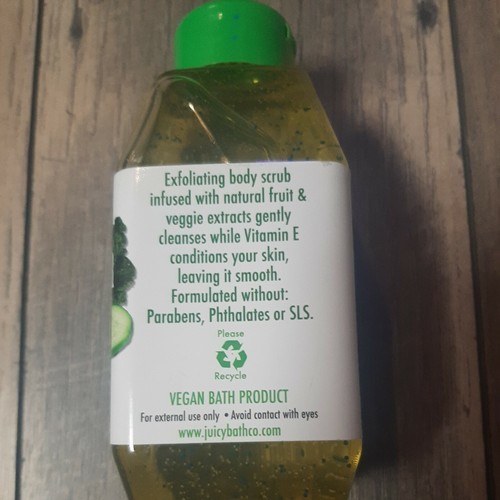 Exfoliating body scrub
infused with natural fruit &
veggie extracts gently
cleanses while Vitamin E
conditions your skin,
leaving it smooth.
Formulated without:
Parabens, Phthalates or SLS.
Please
Recycle
VEGAN BATH PRODUCT
For external use only • Avoid contact with eyes
www.juicybathco.com